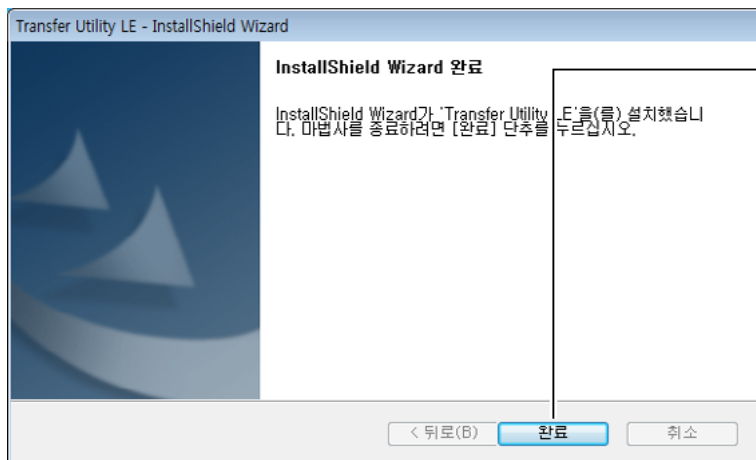 Transfer Utility LE - InstallShield Wizard
InstallShield Wizard 완료
InstallShield Wizard가 'Transfer Utility LE'을(를) 설치했습니
다. 마법사를 종료하려면 [완료] 단추를 누르십시오.
< 뒤로(B) 완료 취소